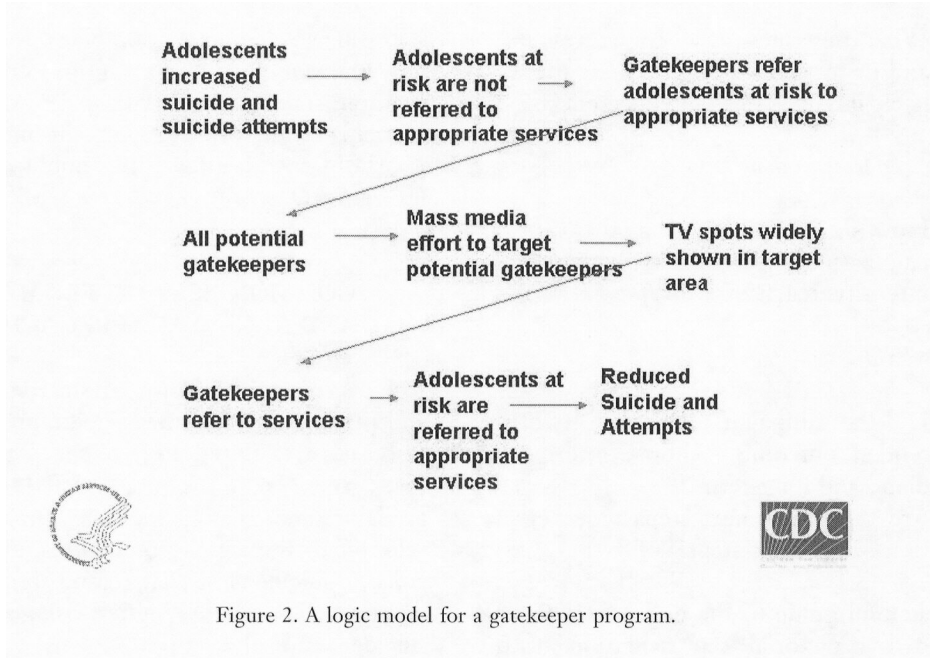 Adolescents
increased
suicide and
suicide attempts
Adolescents at
risk are not
referred to
appropriate services
Gatekeepers refer
adolescents at risk to
appropriate services
All potential
gatekeepers
Mass media
effort to target
potential gatekeepers
TV spots widely
shown in target
area
Gatekeepers
refer to services
Adolescents at
risk are
referred to
appropriate
services
Reduced
Suicide and
Attempts
CDC
Figure 2. A logic model for a gatekeeper program.